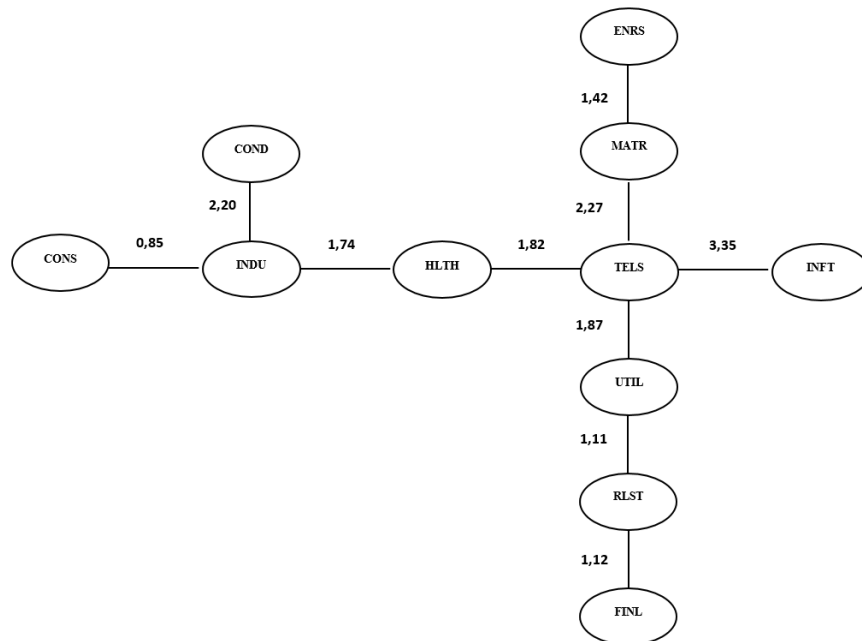 ENRS
1,42
COND
MATR
2,20
2,27
0,85
1,74
1,82
3,35
CONS
INDU
HLTH
TELS
INFT
1,87
UTIL
1,11
RLST
1,12
FINL